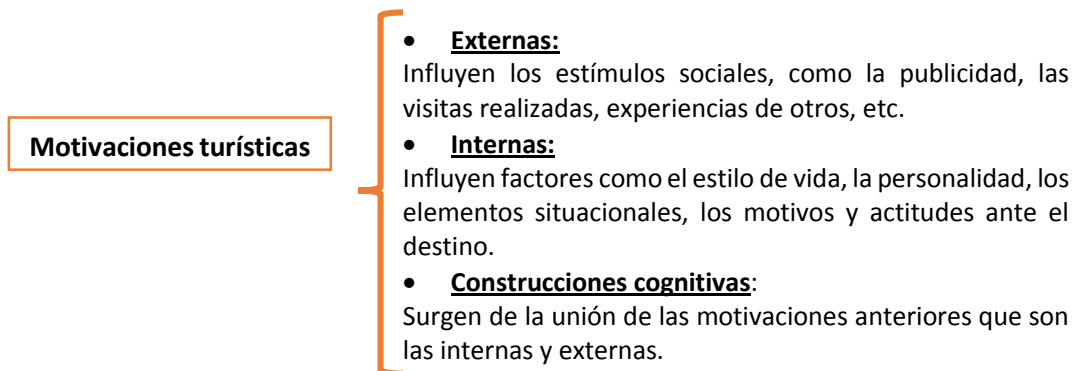 Motivaciones turísticas
• Externas:
Influyen los estímulos sociales, como la publicidad, las
visitas realizadas, experiencias de otros, etc.
• Internas:
Influyen factores como el estilo de vida, la personalidad, los
elementos situacionales, los motivos y actitudes ante el
destino.
• Construcciones cognitivas:
Surgen de la unión de las motivaciones anteriores que son
las internas y externas.